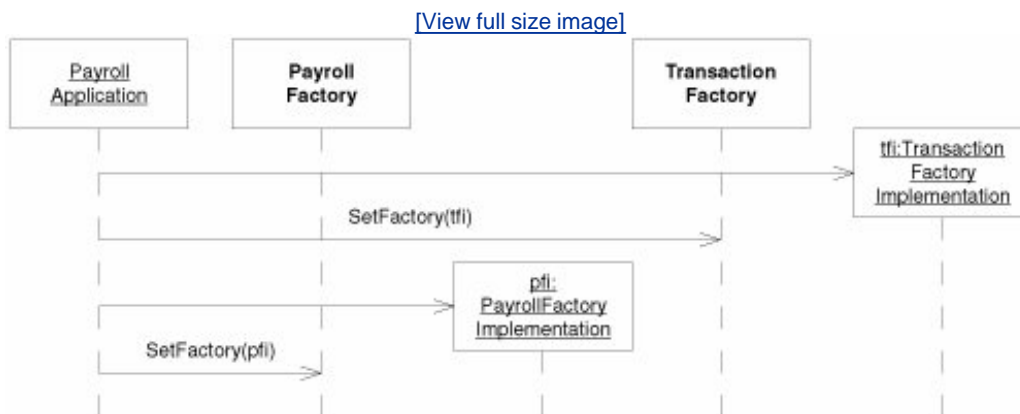 [View full size image]
Payroll
Application
Payroll
Factory
Transaction
Factory
tfi:Transaction
Factory
Implementation
SetFactory(tfi)
pfi:
PayrollFactory
Implementation
SetFactory(pfi)